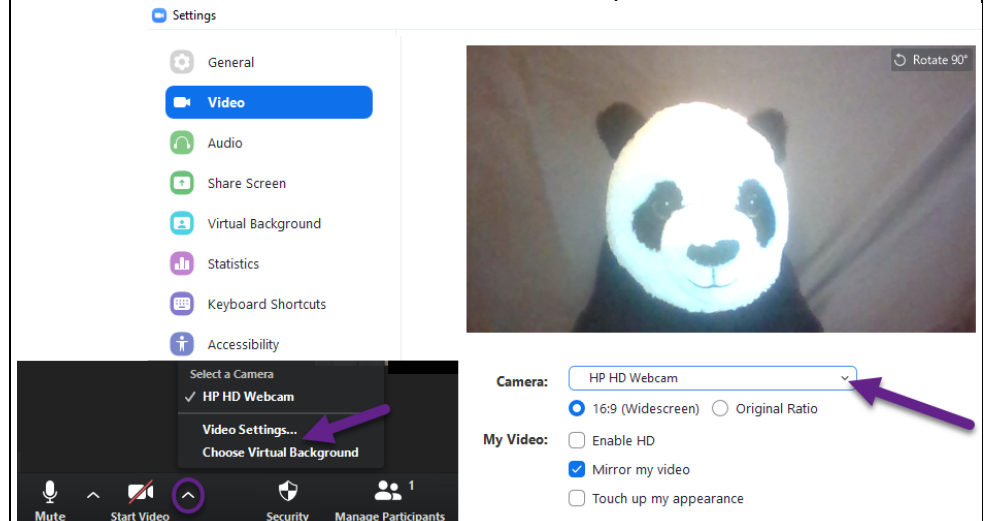 Settings
General
Video
Audio
Share Screen
Virtual Background
Statistics
Keyboard Shortcuts
Accessibility
Rotate 90°
Camera: HP HD Webcam
16:9 (Widescreen) Original Ratio
My Video: Enable HD
Mirror my video
Touch up my appearance
Select a Camera
✓ HP HD Webcam
Video Settings...
Choose Virtual Background
Mute Start Video Security Manage Participants 1